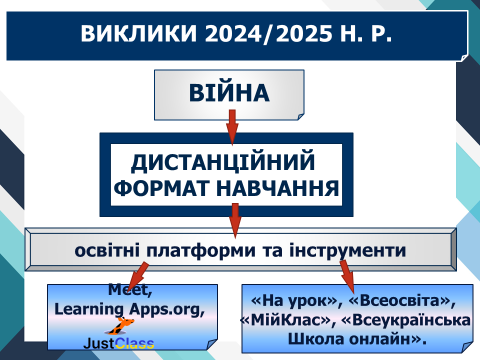 ВИКЛИКИ 2024/2025 Н. Р.
ВІЙНА
ДИСТАНЦІЙНИЙ
ФОРМАТ НАВЧАННЯ
освітні платформи та інструменти
Meet,
Learning Apps.org,
JustClass
«На урок», «Всеосвіта»,
«МійКлас», «Всеукраїнська
Школа онлайн».